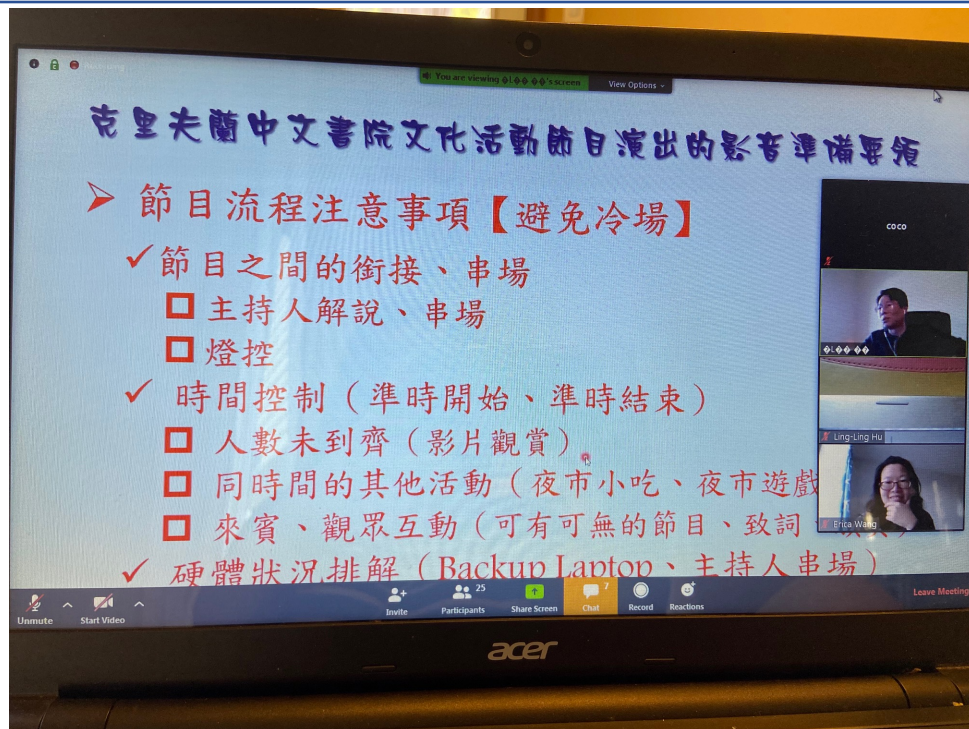 You are viewing �L�� ��'s screen
View Options
克里夫蘭中文書院文化活動節目演出的影音準備要領
➢ 節目流程注意事項【避免冷場】
✓節目之間的銜接、串場
主持人解說、串場
燈控
✓ 時間控制（準時開始、準時結束）
人數未到齊（影片觀賞）
同時間的其他活動（夜市小吃、夜市遊戲
來賓、觀眾互動（可有可無的節目、致詞、
✓ 硬體狀況排解（Backup Laptop、主持人串場）
coco
�L�� ��
Ling-Ling Hu
Erica Wang
Unmute
Start Video
Invite
Participants
25
Share Screen
Chat
7
Record
Reactions
Leave Meeting
acer